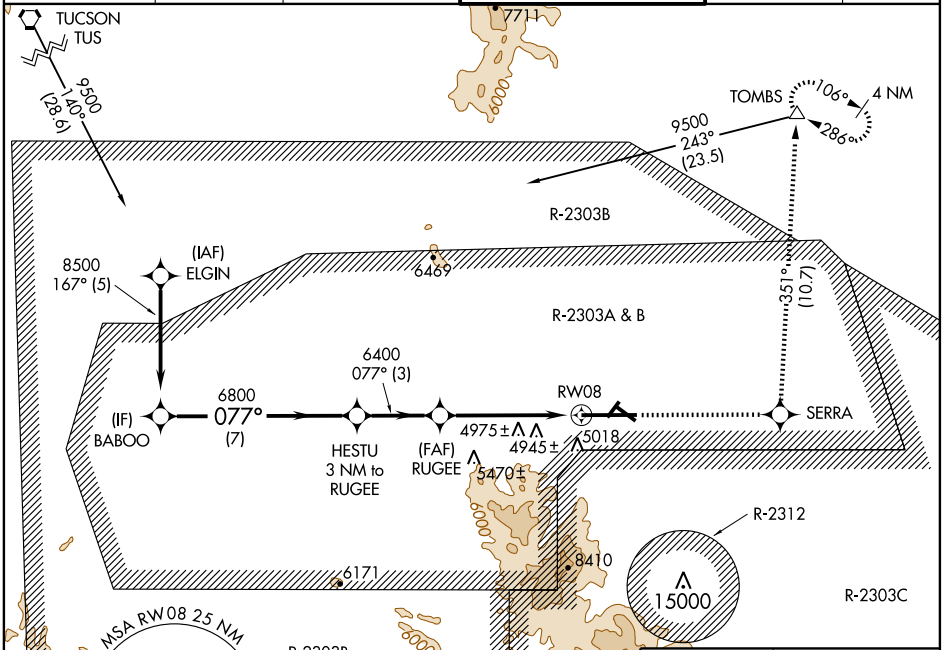 TUCSON
TUS
7711
9500
140°
(28.6)
TOMBS
106°
4 NM
286°
9500
243°
(23.5)
R-2303B
(IAF)
ELGIN
8500
167° (5)
6469
351°
(10.7)
R-2303A & B
6400
077° (3)
6800
077°
(7)
RW08
(IF)
BABOO
SERRA
HESTU
3 NM to
RUGEE
(FAF)
RUGEE
4975±
4945±
5018
5470±
R-2312
8410
6171
15000
R-2303C
MSA RW08 25 NM